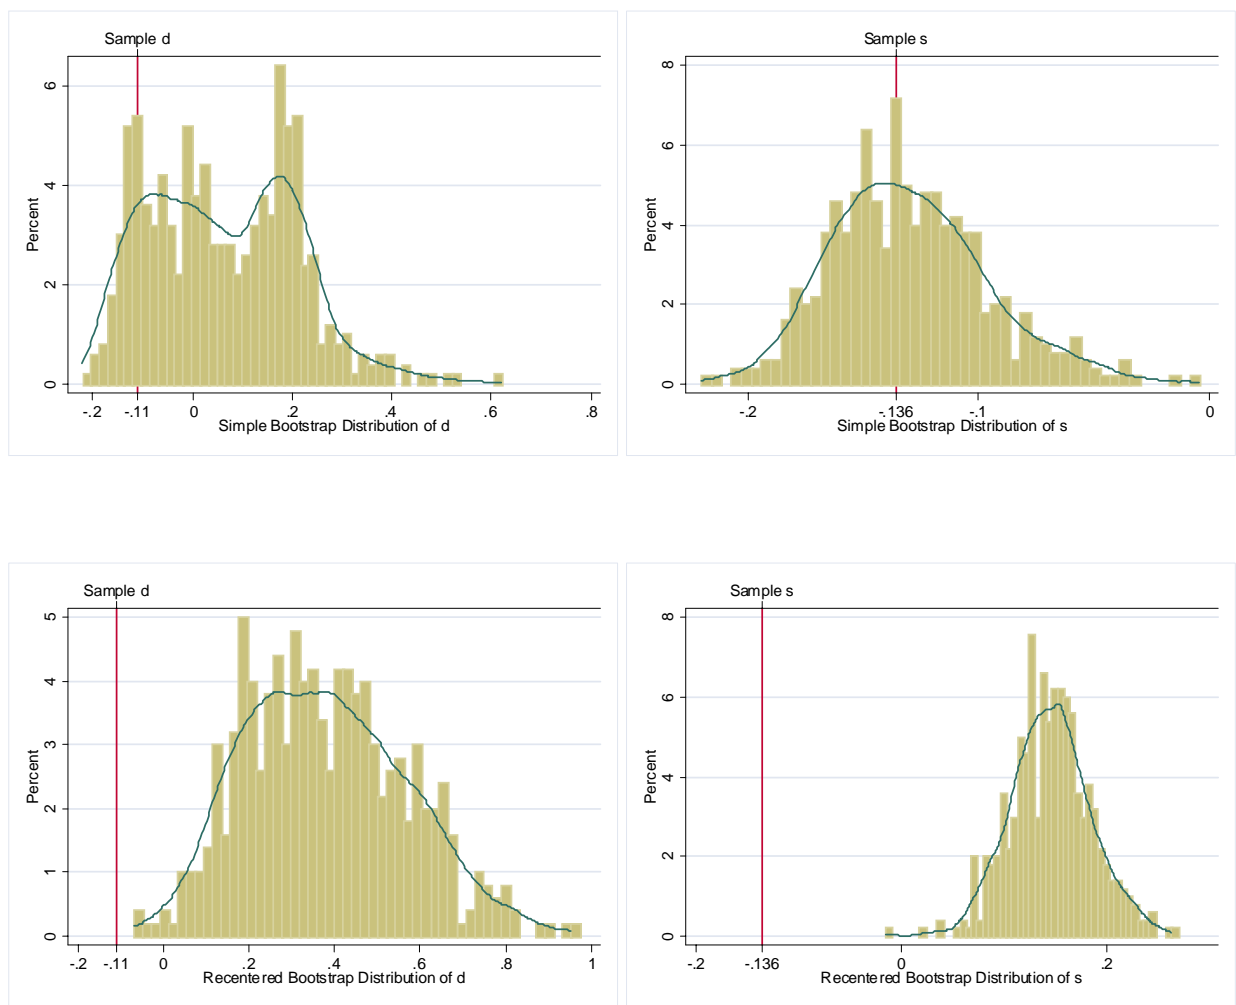 Sample d
Percent
6
4
2
0
-.2 -.11 0 .2 .4 .6 .8
Simple Bootstrap Distribution of d
Sample s
Percent
8
6
4
2
0
-.2 -.136 -.1 0
Simple Bootstrap Distribution of s
Sample d
Percent
5
4
3
2
1
0
-.2 -.11 0 .2 .4 .6 .8 1
Recentered Bootstrap Distribution of d
Sample s
Percent
8
6
4
2
0
-.2 -.136 0 .2
Recentered Bootstrap Distribution of s